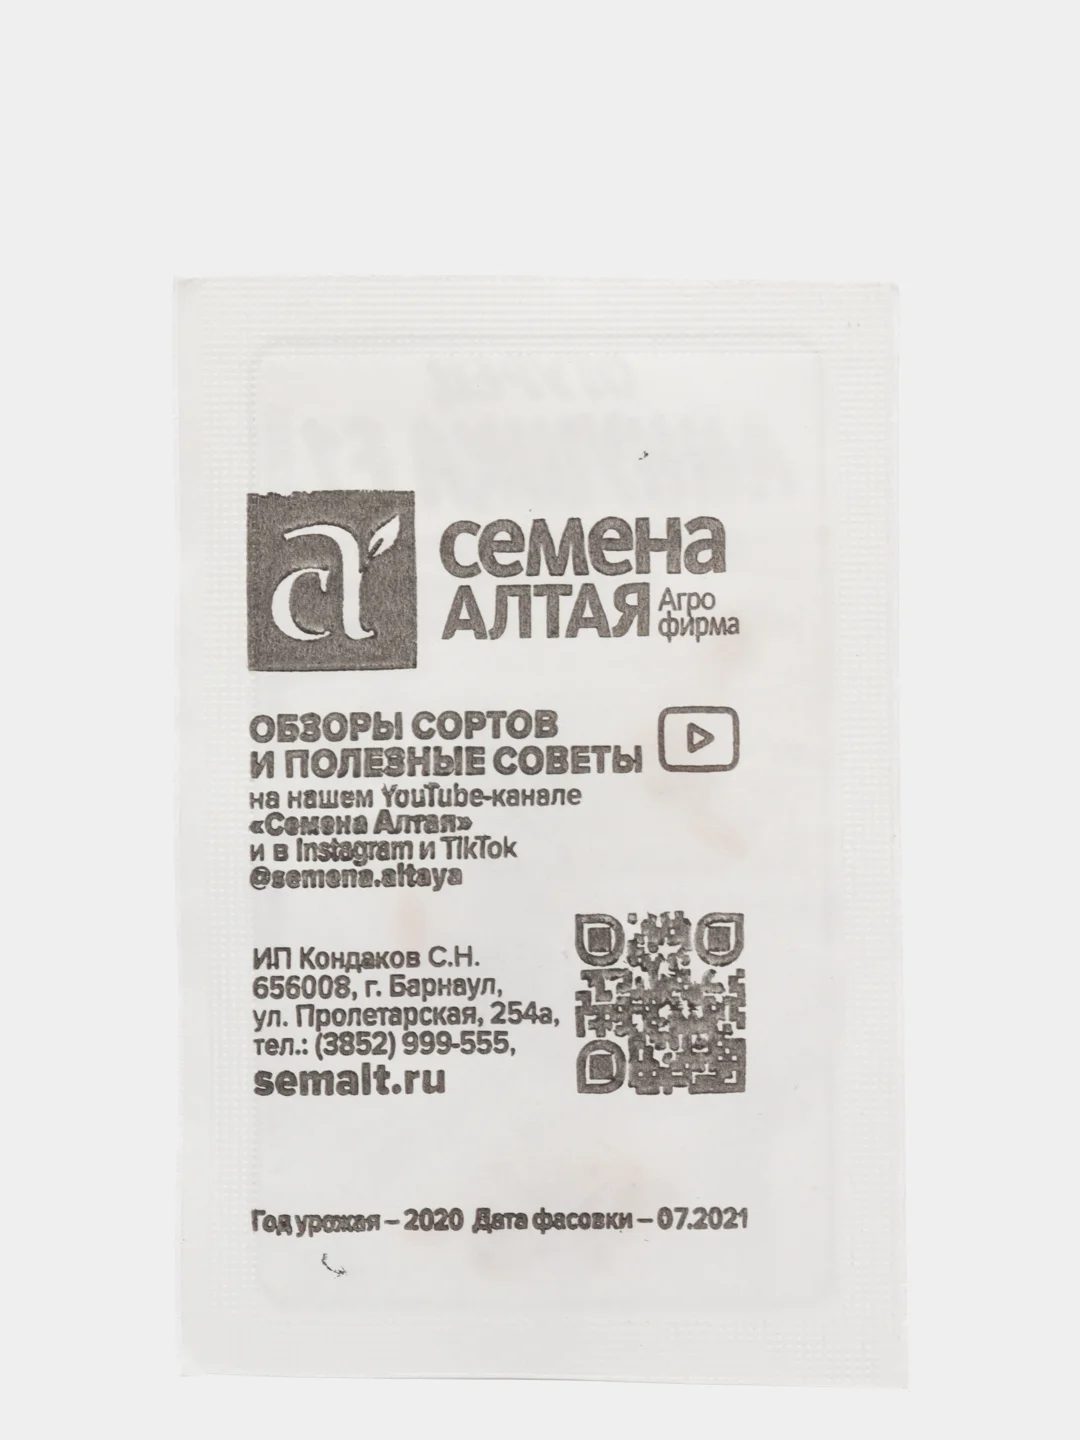 семена
АЛТАЯ Агро
фирма
ОБЗОРЫ СОРТОВ
И ПОЛЕЗНЫЕ СОВЕТЫ
на нашем YouTube-канале
«Семена Алтая»
и в Instagram и TikTok
@semena.altaya
ИП Кондаков С.Н.
656008, г. Барнаул,
ул. Пролетарская, 254а,
тел.: (3852) 999-555,
semalt.ru
Год урожая – 2020 Дата фасовки – 07.2021